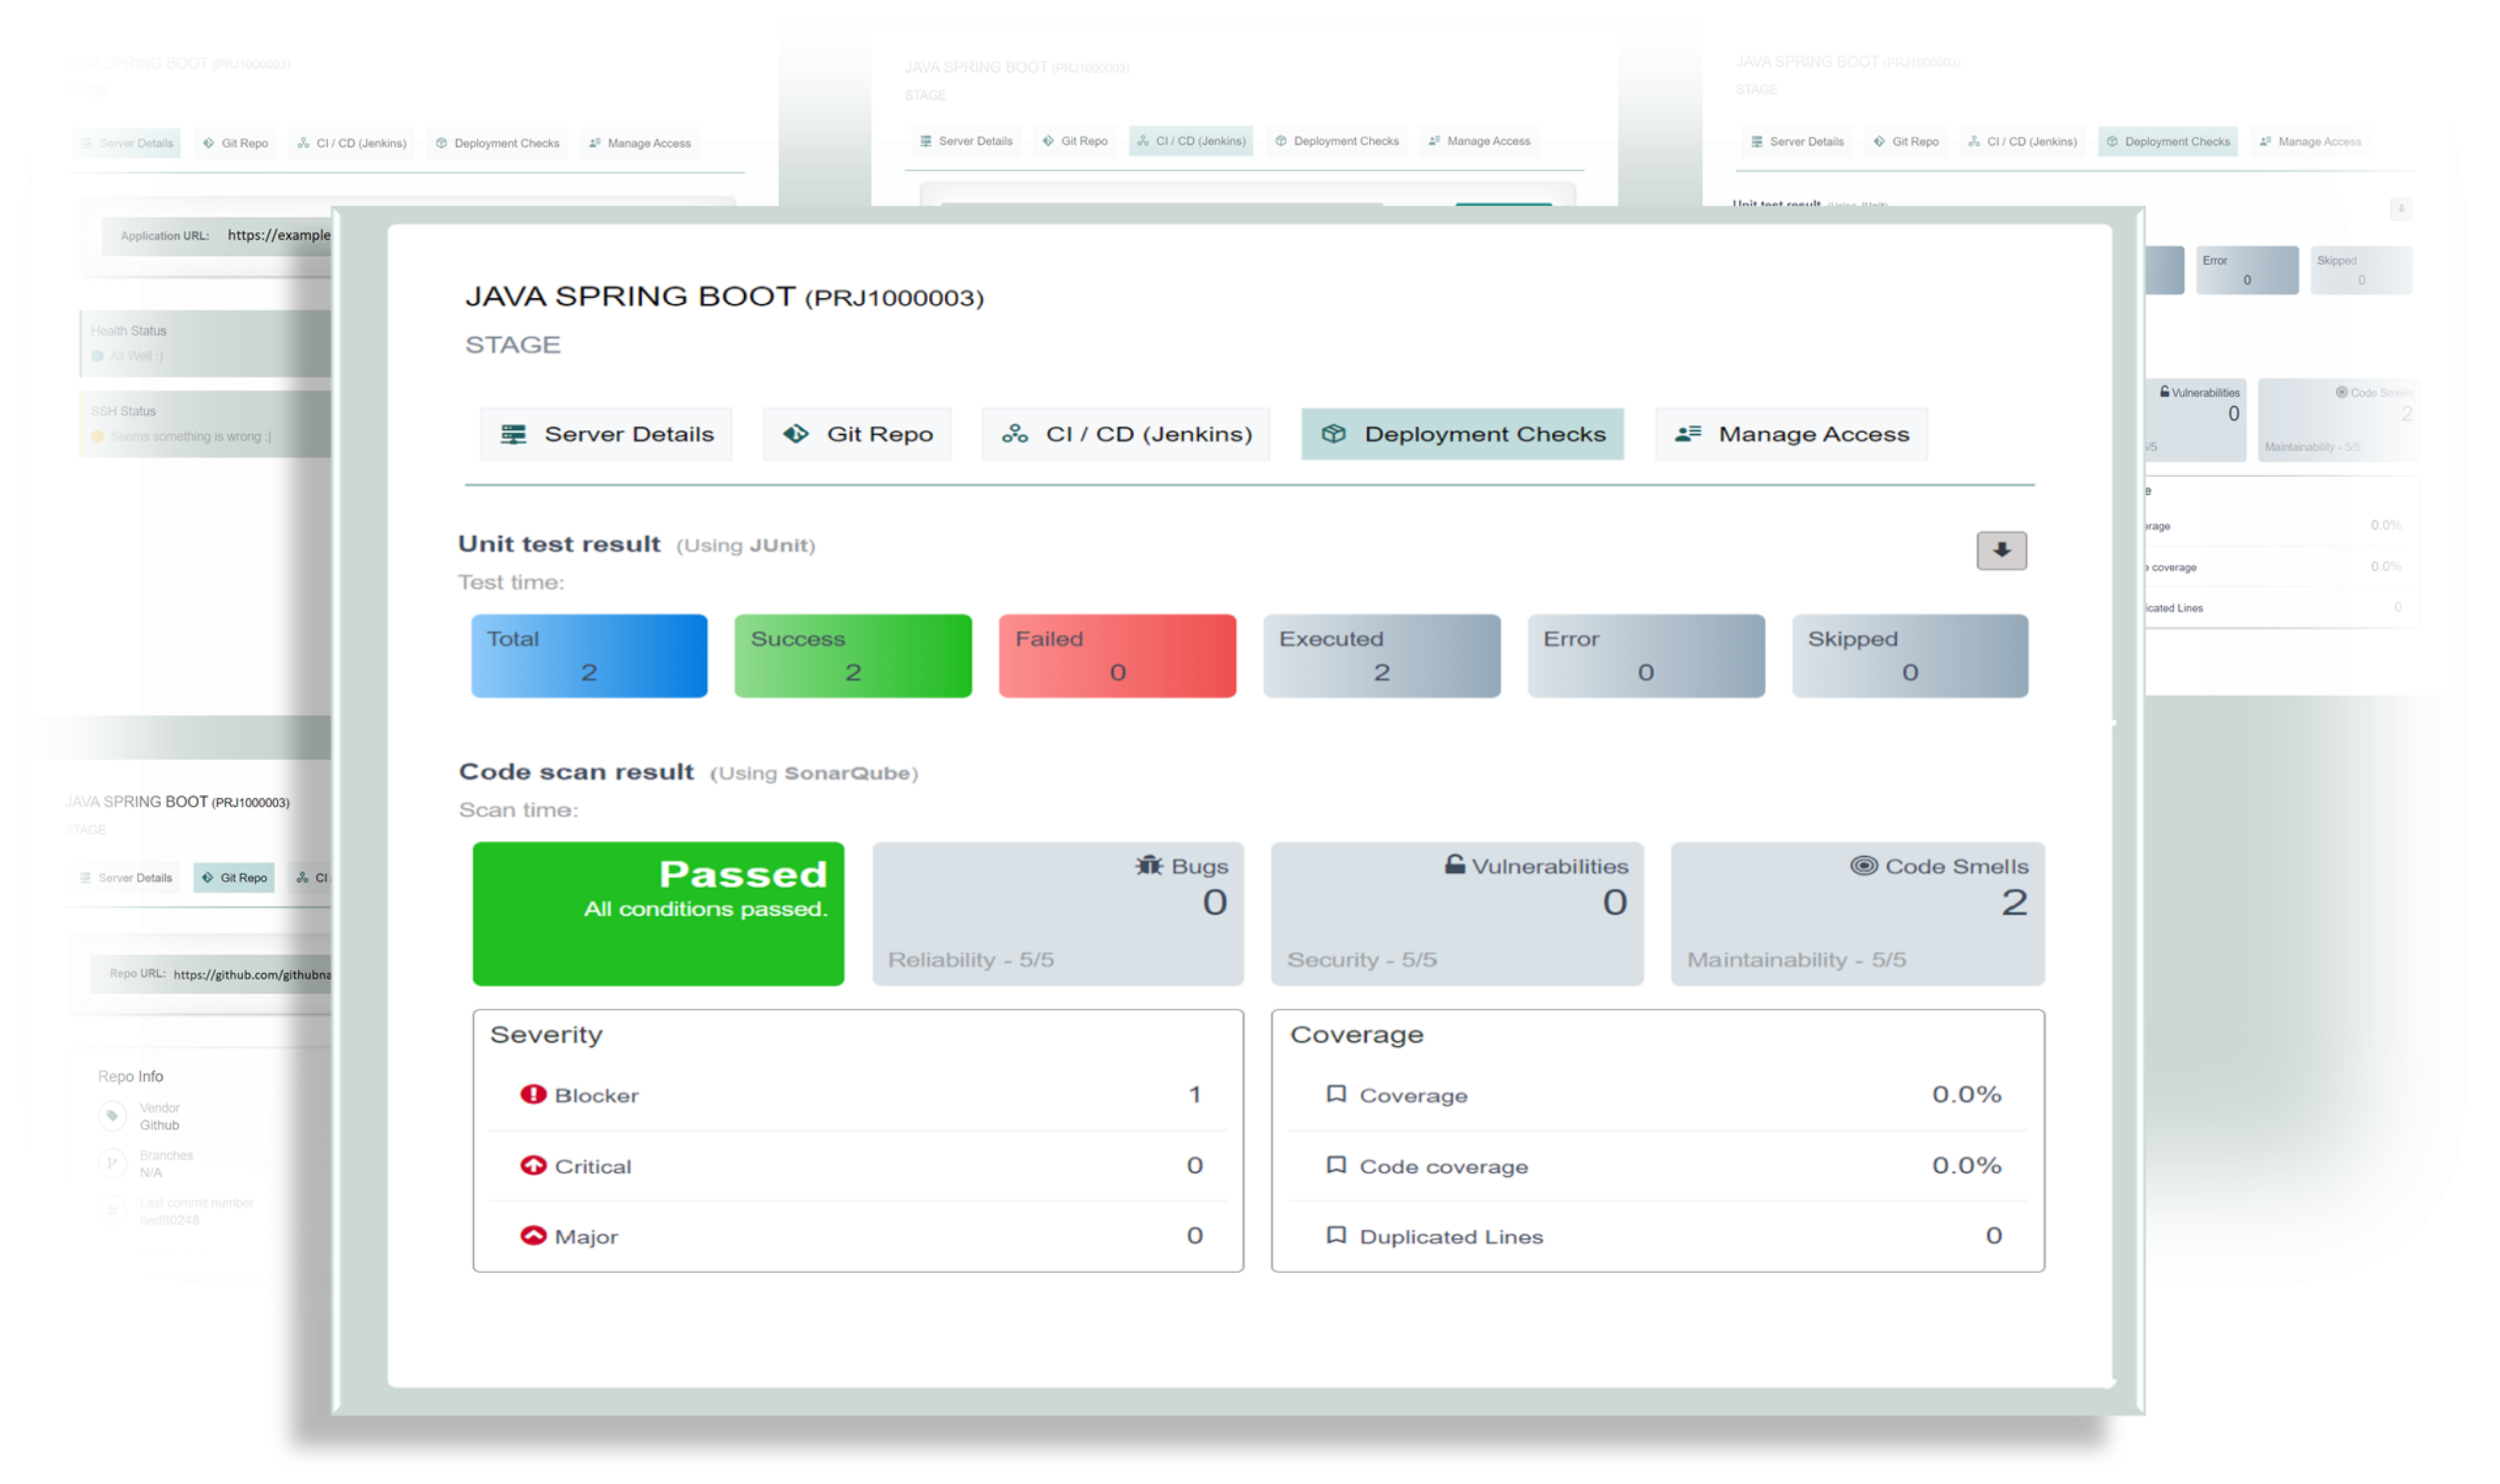 JAVA SPRING BOOT (PRJ1000003)
STAGE
Server Details Git Repo CI / CD (Jenkins) Deployment Checks Manage Access
Application URL: https://example
Health Status
All Well :)
SSH Status
Seems something is wrong :|
JAVA SPRING BOOT (PRJ1000003)
STAGE
Server Details Git Repo CI / CD (Jenkins) Deployment Checks Manage Access
JAVA SPRING BOOT (PRJ1000003)
STAGE
Server Details Git Repo CI / CD (Jenkins) Deployment Checks Manage Access
Unit test result (Using JUnit)
Error Skipped
0 0
Vulnerabilities Code Smells
0 2
/5 Maintainability - 5/5
e
erage 0.0%
e coverage 0.0%
icated Lines 0
JAVA SPRING BOOT (PRJ1000003)
STAGE
Server Details Git Repo CI
Repo URL: https://github.com/githubna
Repo Info
Vendor
Github
Branches
N/A
Last commit number
8ed80248
JAVA SPRING BOOT (PRJ1000003)
STAGE
Server Details Git Repo CI / CD (Jenkins) Deployment Checks Manage Access
Unit test result (Using JUnit)
Test time:
Total Success Failed Executed Error Skipped
2 2 0 2 0 0
Code scan result (Using SonarQube)
Scan time:
Passed Bugs Vulnerabilities Code Smells
All conditions passed. 0 0 2
Reliability - 5/5 Security - 5/5 Maintainability - 5/5
Severity
Blocker 1
Critical 0
Major 0
Coverage
Coverage 0.0%
Code coverage 0.0%
Duplicated Lines 0